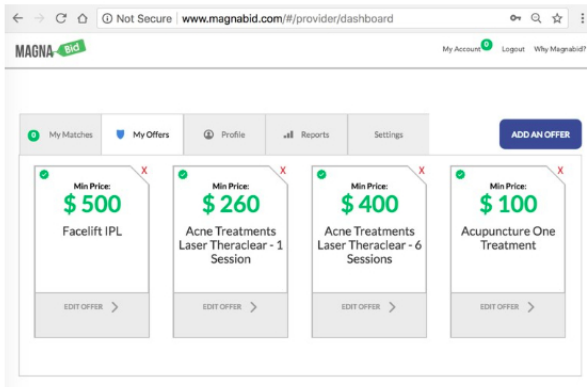 Not Secure www.magnabid.com/#/provider/dashboard
MAGNA Bid
My Account 0 Logout Why Magnabid?
0 My Matches My Offers Profile Reports Settings ADD AN OFFER
X X X X
Min Price: Min Price: Min Price: Min Price:
$ 500 $ 260 $ 400 $ 100
Facelift IPL Acne Treatments Acne Treatments Acupuncture One
Laser Theraclear - 1 Laser Theraclear - 6 Treatment
Session Sessions
EDIT OFFER EDIT OFFER EDIT OFFER EDIT OFFER